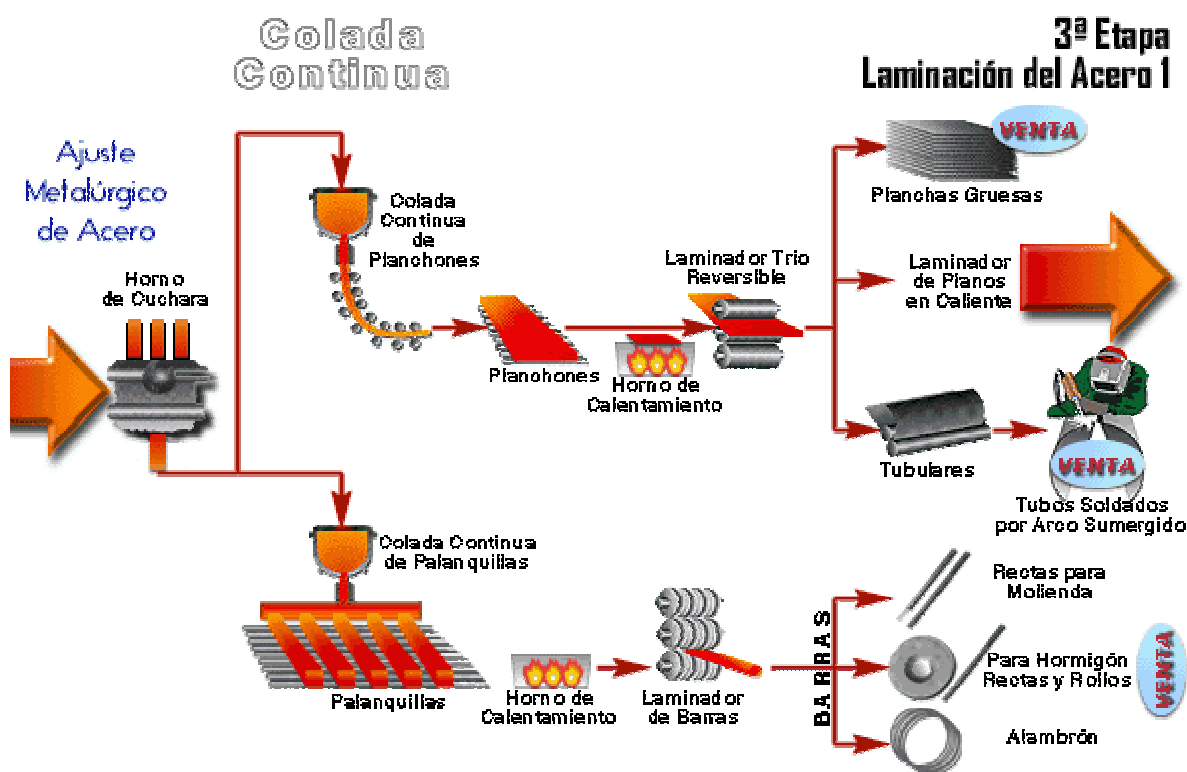 Colada
Continua
3ª Etapa
Laminación del Acero 1
Ajuste
Metalúrgico
de Acero
Horno
de Cuchara
Colada
Continua
de
Planchones
Planchones
Horno de
Calentamiento
Laminador Trio
Reversible
VENTA
Planchas Gruesas
Laminador
de Planos
en Caliente
Tubulares
VENTA
Tubos Soldados
por Arco Sumergido
Colada Continua
de Palanquillas
Palanquillas
Horno de
Calentamiento
Laminador
de Barras
BARRAS
Rectas para
Molienda
Para Hormigón
Rectas y Rollos
VENTA
Alambrón